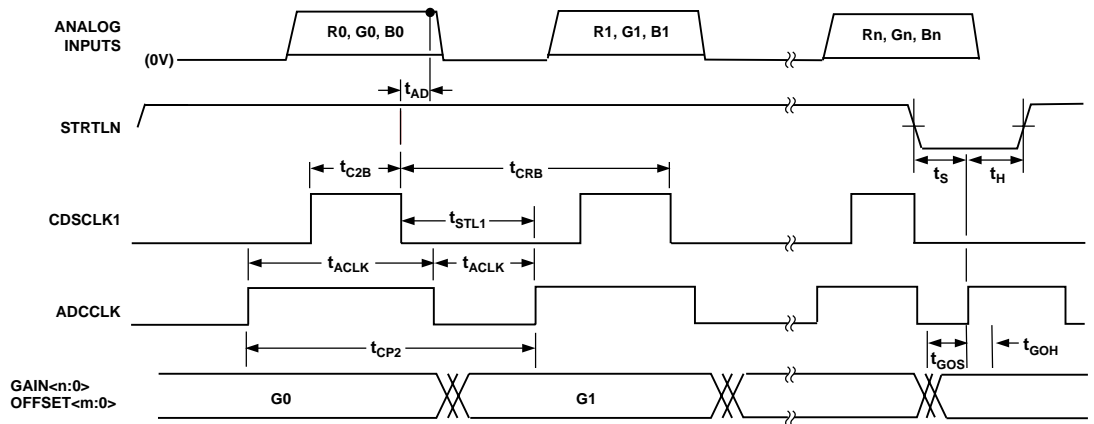 ANALOG
INPUTS
R0, G0, B0
R1, G1, B1
Rn, Gn, Bn
(0V)
tAD
STRTLN
tC2B
tCRB
tS
tH
CDSCLK1
tSTL1
tACLK
tACLK
ADCCLK
tCP2
tGOS
tGOH
GAIN<n:0>
OFFSET<m:0>
G0
G1